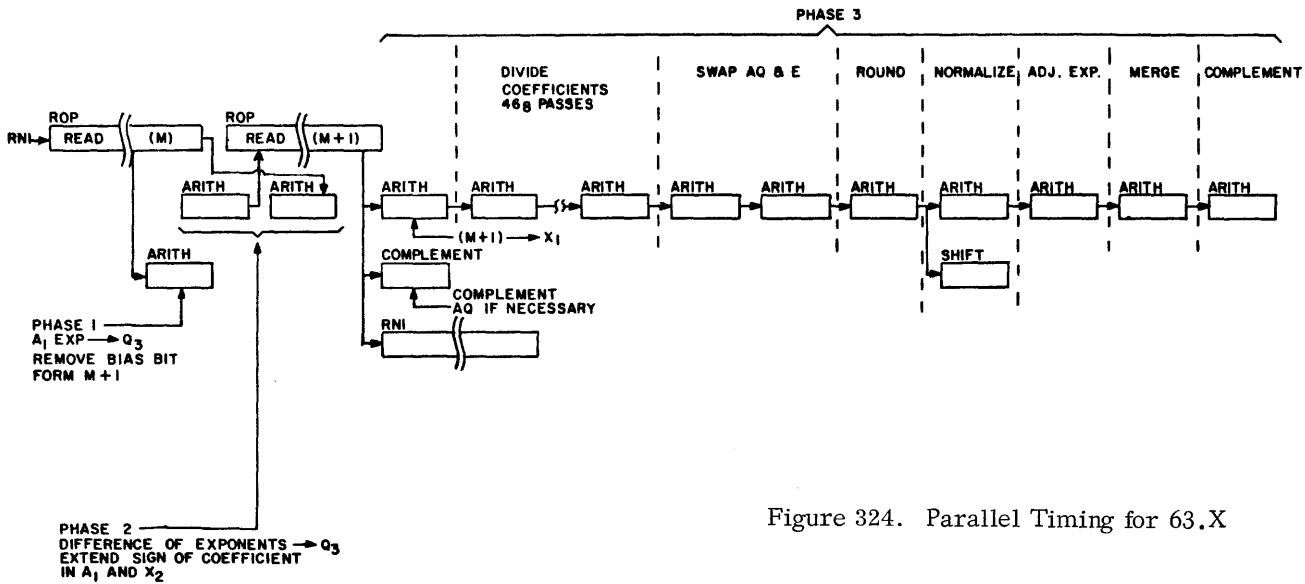 PHASE 3
DIVIDE
COEFFICIENTS
46₈ PASSES
SWAP AQ & E
ROUND
NORMALIZE
ADJ. EXP.
MERGE
COMPLEMENT
ROP
ROP
RNI
READ (M)
READ (M+1)
ARITH
ARITH
ARITH
ARITH
ARITH
ARITH
ARITH
ARITH
ARITH
ARITH
ARITH
ARITH
(M+1) → X₁
ARITH
COMPLEMENT
SHIFT
COMPLEMENT
AQ IF NECESSARY
PHASE 1
A₁ EXP → Q₃
REMOVE BIAS BIT
FORM M+1
RNI
PHASE 2
DIFFERENCE OF EXPONENTS → Q₃
EXTEND SIGN OF COEFFICIENT
IN A₁ AND X₂
Figure 324. Parallel Timing for 63.X